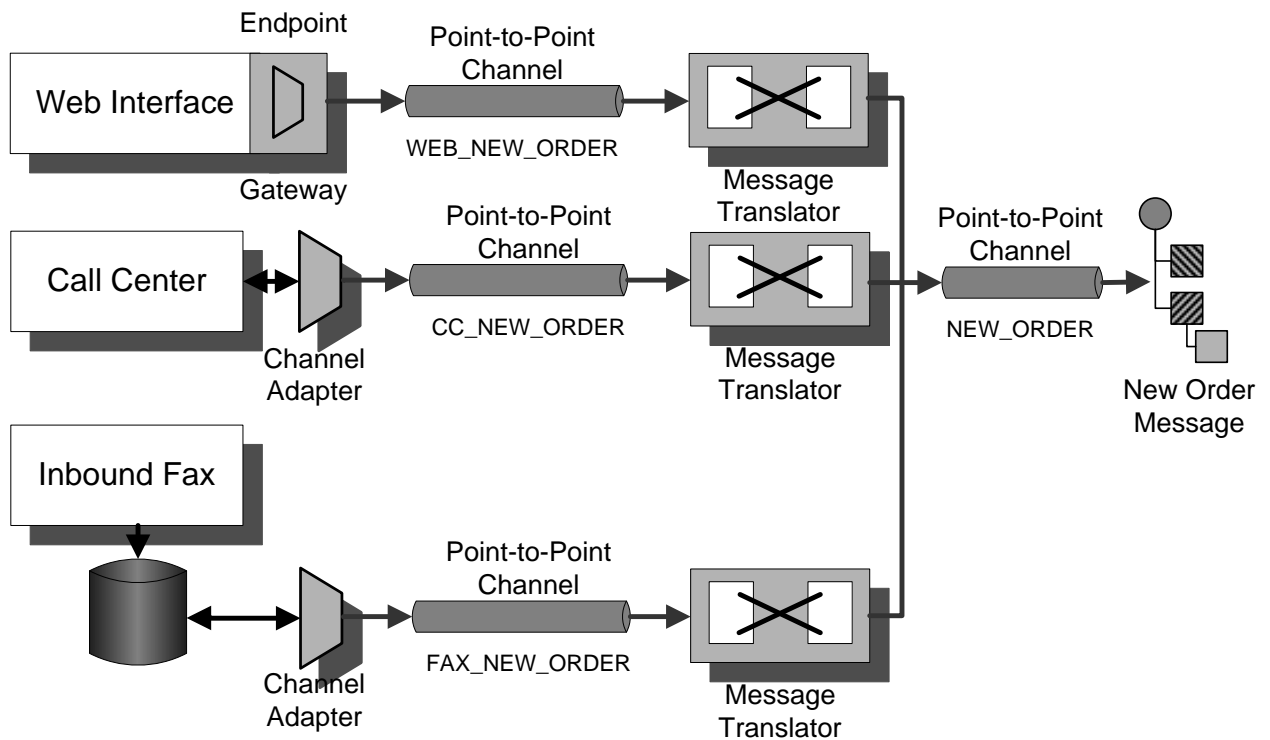 Endpoint
Web Interface
Gateway
Point-to-Point
Channel
WEB_NEW_ORDER
Message
Translator
Call Center
Channel
Adapter
Point-to-Point
Channel
CC_NEW_ORDER
Message
Translator
Point-to-Point
Channel
NEW_ORDER
New Order
Message
Inbound Fax
Channel
Adapter
Point-to-Point
Channel
FAX_NEW_ORDER
Message
Translator